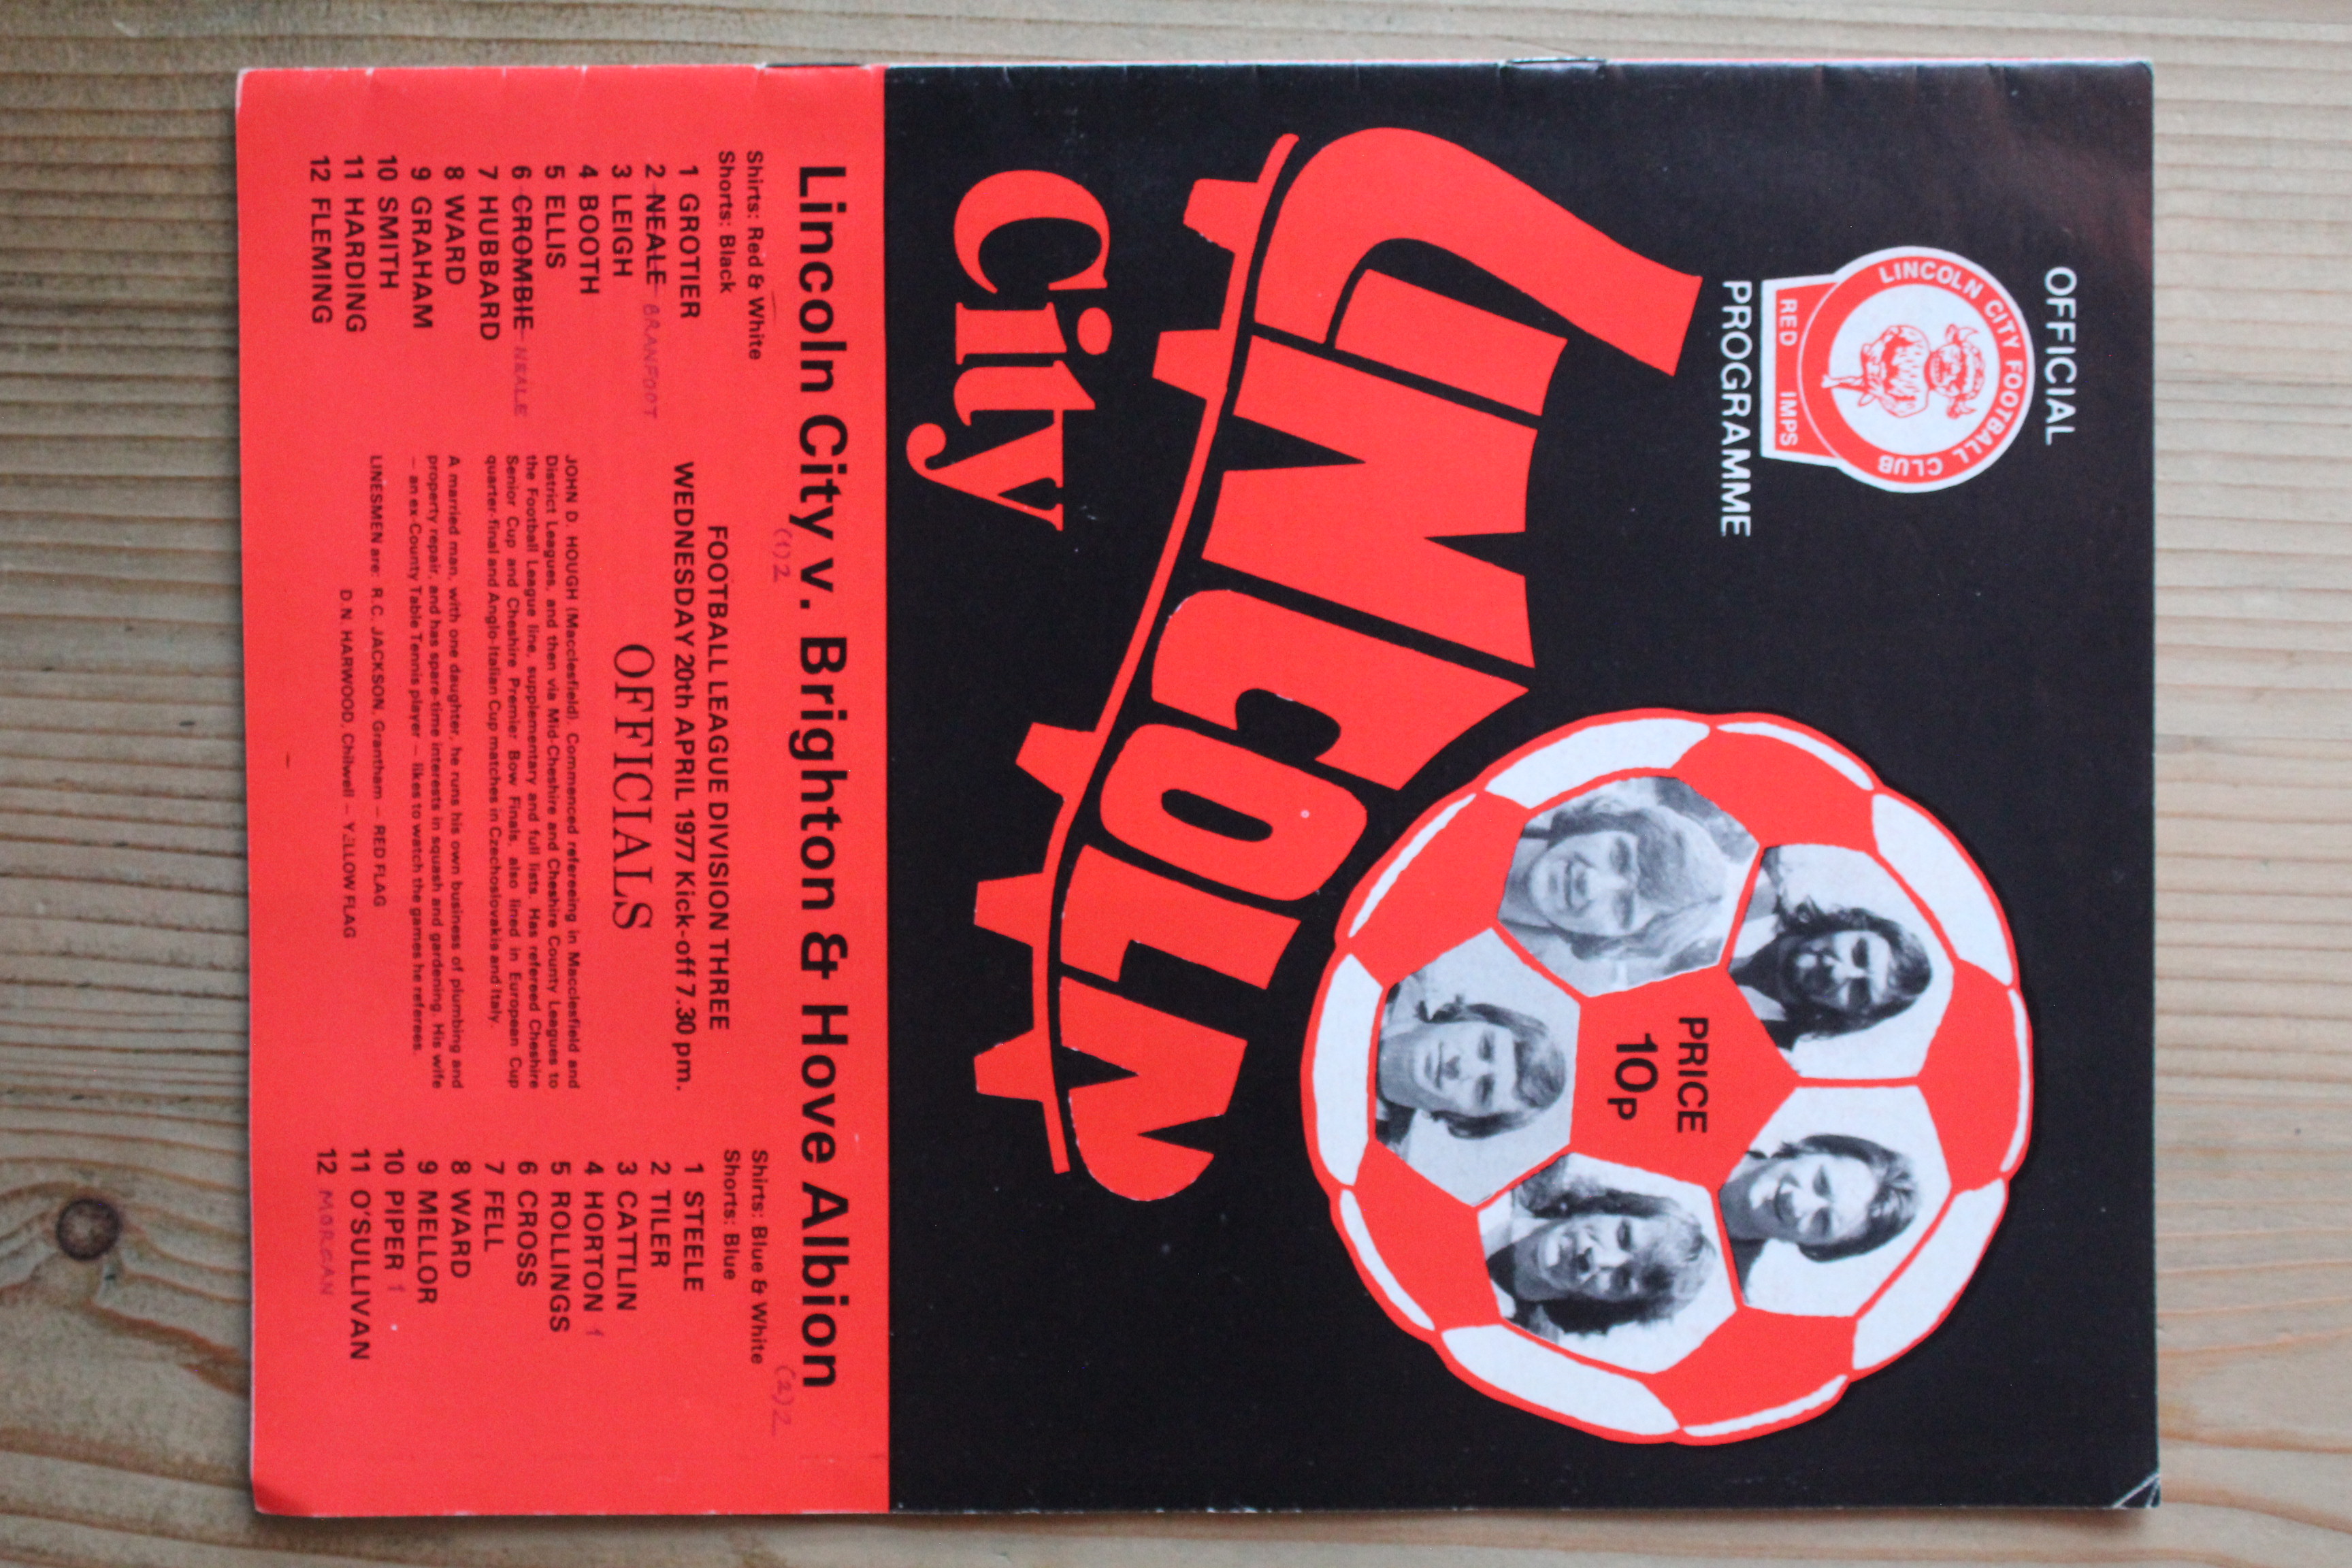 OFFICIAL
LINCOLN CITY FOOTBALL CLUB
RED IMPS
PROGRAMME
PRICE
10p
LINCOLN
City
Lincoln City v. Brighton & Hove Albion
(1) 2
(2) 2
Shirts: Red & White
Shorts: Black
1 GROTIER
2 NEALE BRANFOOT
3 LEIGH
4 BOOTH
5 ELLIS
6 CROMBIE NEALE
7 HUBBARD
8 WARD
9 GRAHAM
10 SMITH
11 HARDING
12 FLEMING
FOOTBALL LEAGUE DIVISION THREE
WEDNESDAY 20th APRIL 1977 Kick-off 7.30 pm.
OFFICIALS
JOHN D. HOUGH (Macclesfield). Commenced refereeing in Macclesfield and
District Leagues, and then via Mid-Cheshire and Cheshire County Leagues to
the Football League line, supplementary and full lists. Has refereed Cheshire
Senior Cup and Cheshire Premier Bow Finals, also lined in European Cup
quarter-final and Anglo-Italian Cup matches in Czechoslovakia and Italy.
A married man, with one daughter, he runs his own business of plumbing and
property repair, and has spare-time interests in squash and gardening. His wife
– an ex-County Table Tennis player – likes to watch the games he referees.
LINESMEN are: R.C. JACKSON, Grantham – RED FLAG
D.N. HARWOOD, Chilwell – YELLOW FLAG
Shirts: Blue & White
Shorts: Blue
1 STEELE
2 TILER
3 CATTLIN
4 HORTON 1
5 ROLLINGS
6 CROSS
7 FELL
8 WARD
9 MELLOR
10 PIPER 1
11 O'SULLIVAN
12 MORGAN